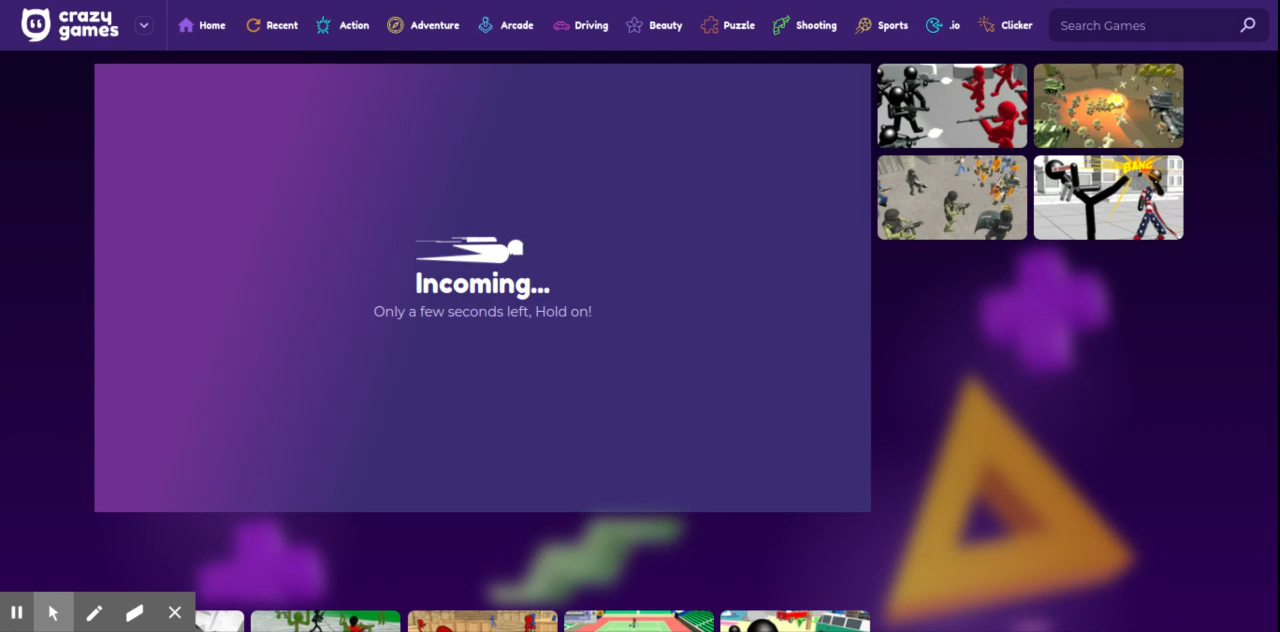 crazy
games
Home
Recent
Action
Adventure
Arcade
Driving
Beauty
Puzzle
Shooting
Sports
.io
Clicker
Search Games
BANG
Incoming...
Only a few seconds left, Hold on!